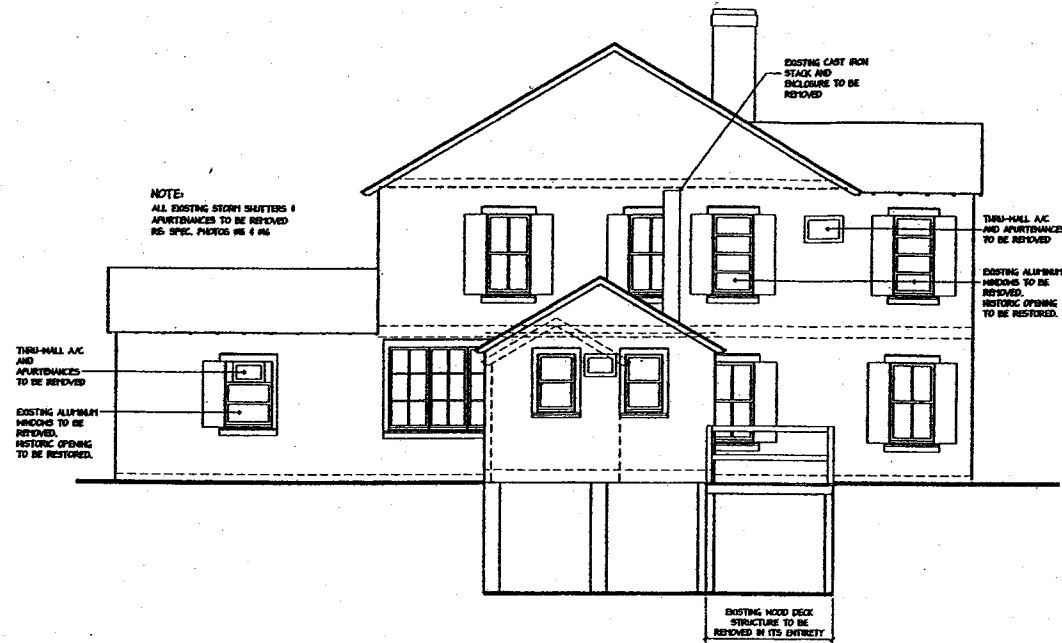 EXISTING CAST IRON
STACK AND
ENCLOSURE TO BE
REMOVED
NOTE:
ALL EXISTING STORM SHUTTERS &
APURTENANCES TO BE REMOVED
RE: SPEC. PHOTOS #5 & #6
THRU-WALL A/C
AND APURTENANCES
TO BE REMOVED
EXISTING ALUMINUM
WINDOWS TO BE
REMOVED.
HISTORIC OPENING
TO BE RESTORED.
THRU-WALL A/C
AND
APURTENANCES
TO BE REMOVED
EXISTING ALUMINUM
WINDOWS TO BE
REMOVED.
HISTORIC OPENING
TO BE RESTORED.
EXISTING WOOD DECK
STRUCTURE TO BE
REMOVED IN ITS ENTIRETY